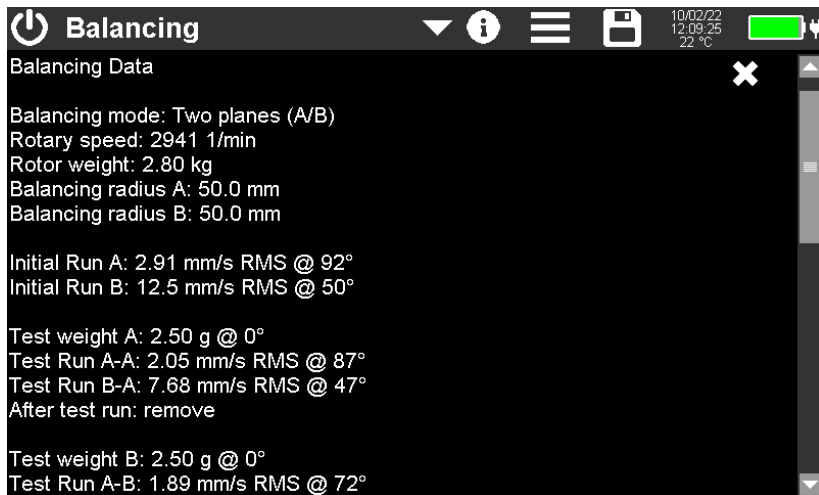 Balancing
10/02/22
12:09:25
22 °C
Balancing Data
Balancing mode: Two planes (A/B)
Rotary speed: 2941 1/min
Rotor weight: 2.80 kg
Balancing radius A: 50.0 mm
Balancing radius B: 50.0 mm
Initial Run A: 2.91 mm/s RMS @ 92°
Initial Run B: 12.5 mm/s RMS @ 50°
Test weight A: 2.50 g @ 0°
Test Run A-A: 2.05 mm/s RMS @ 87°
Test Run B-A: 7.68 mm/s RMS @ 47°
After test run: remove
Test weight B: 2.50 g @ 0°
Test Run A-B: 1.89 mm/s RMS @ 72°